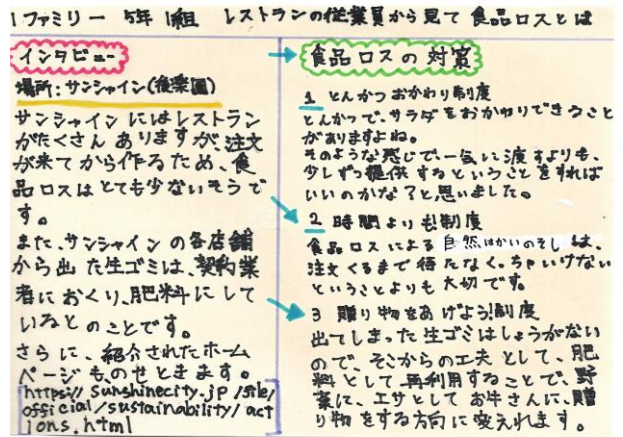 1ファミリー 5年 1組 レストランの従業員から見て 食品ロスとは
インタビュー
場所:サンシャイン(後楽園)
サンシャインにはレストラン
がたくさんありますが、注文
が来てから作るため、食
品ロスはとても少ないそうで
す。
また、サンシャインの各店舗
から出た生ゴミは、契約業
者におくり、肥料にして
いるとのことです。
さらに、紹介されたホーム
ページものせときます。
https://sunshinecity.jp/file/
official/sustainability/act
ions.html
→食品ロスの対策
1 とんかつおかわり制度
とんかつで、サラダをおかわりできること
がありますよね。
そのような感じで、一気に渡すよりも、
少しずつ提供するということをすれば
いいのかな?と思いました。
2 時間よりも制度
食品ロスによる自然はかいのそしは、
注文くるまで待たなくっちゃいけない
ということよりも大切です。
3 贈り物をあげよう!制度
出てしまった生ゴミはしょうがない
ので、そこからの工夫として、肥
料として再利用することで、野
菜に、エサとしてお牛さんに、贈
り物をする方向に変えれます。